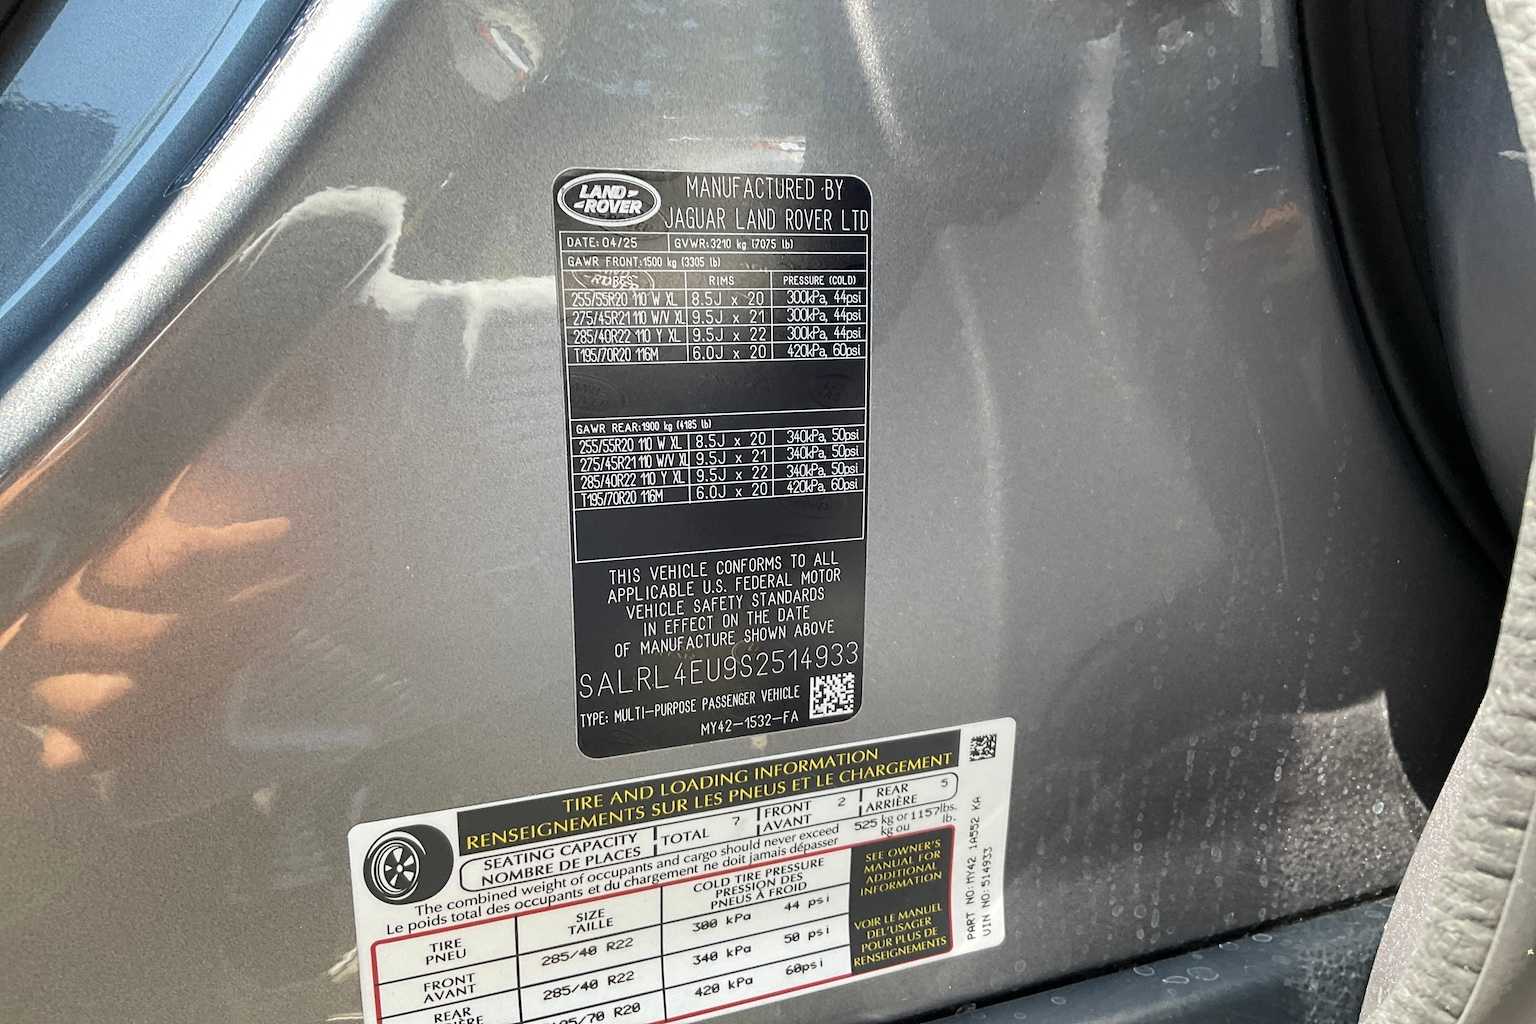 LAND ROVER
MANUFACTURED BY
JAGUAR LAND ROVER LTD
DATE: 04/25 GVWR:3210 kg (7075 lb)
GAWR FRONT:1500 kg (3305 lb)
RIMS PRESSURE (COLD)
255/55R20 110 W XL 8.5J x 20 300kPa, 44psi
275/45R21 110 W/V XL 9.5J x 21 300kPa, 44psi
285/40R22 110 Y XL 9.5J x 22 300kPa, 44psi
T195/70R20 116M 6.0J x 20 420kPa, 60psi
GAWR REAR:1900 kg (4185 lb)
255/55R20 110 W XL 8.5J x 20 340kPa, 50psi
275/45R21 110 W/V XL 9.5J x 21 340kPa, 50psi
285/40R22 110 Y XL 9.5J x 22 340kPa, 50psi
T195/70R20 116M 6.0J x 20 420kPa, 60psi
THIS VEHICLE CONFORMS TO ALL
APPLICABLE U.S. FEDERAL MOTOR
VEHICLE SAFETY STANDARDS
IN EFFECT ON THE DATE
OF MANUFACTURE SHOWN ABOVE
SALRL4EU9S2514933
TYPE: MULTI-PURPOSE PASSENGER VEHICLE
MY42-1532-FA
TIRE AND LOADING INFORMATION
RENSEIGNEMENTS SUR LES PNEUS ET LE CHARGEMENT
SEATING CAPACITY TOTAL 7 FRONT 2 REAR 5
NOMBRE DE PLACES AVANT ARRIÈRE
The combined weight of occupants and cargo should never exceed 525 kg or 1157lbs.
Le poids total des occupants et du chargement ne doit jamais dépasser kg ou lb.
TIRE
PNEU
SIZE
TAILLE
COLD TIRE PRESSURE
PRESSION DES
PNEUS À FROID
FRONT
AVANT
285/40 R22
300 kPa 44 psi
REAR
285/40 R22
340 kPa 50 psi
/70 R20
420 kPa 60psi
SEE OWNER'S
MANUAL FOR
ADDITIONAL
INFORMATION
VOIR LE MANUEL
DEL'USAGER
POUR PLUS DE
RENSEIGNEMENTS
PART NO: MY42 1A552 KA
VIN NO: 514933